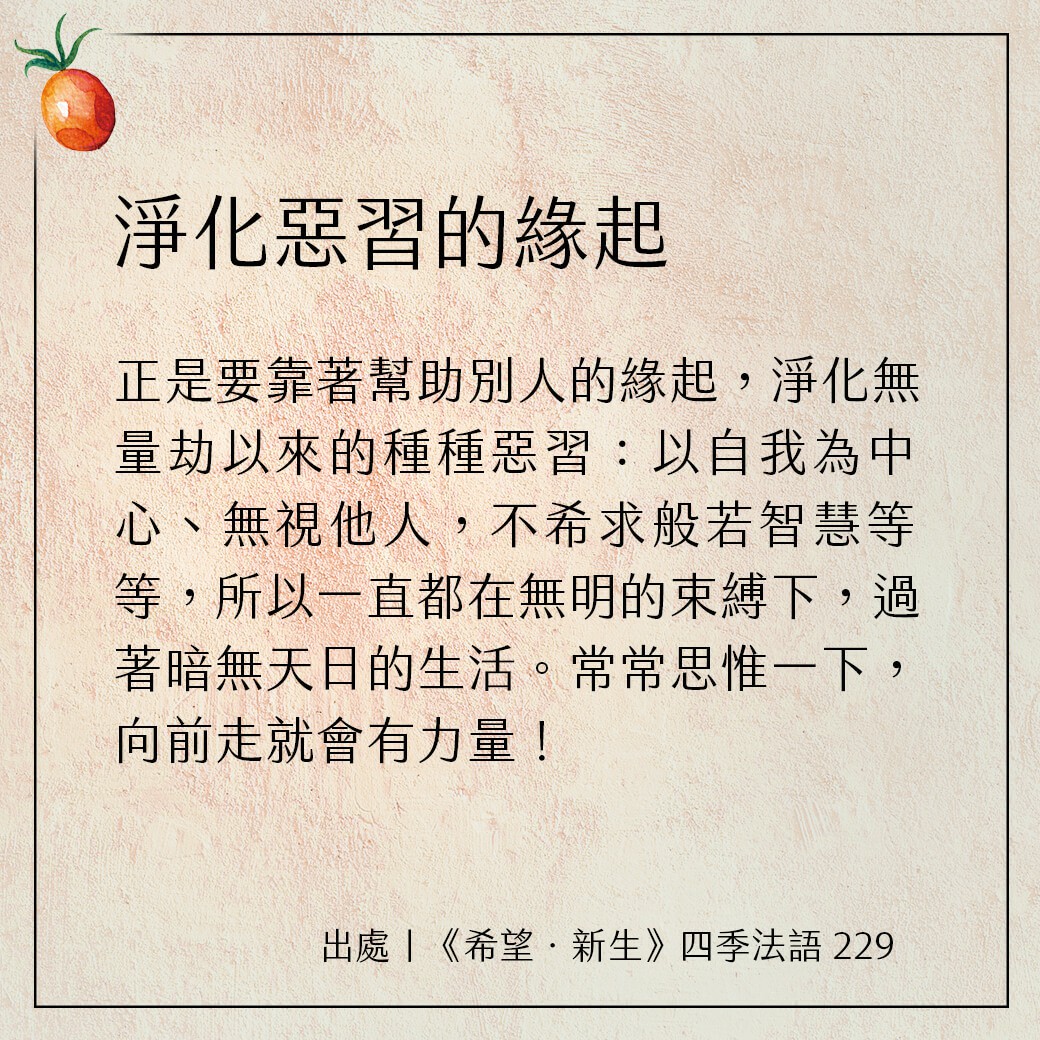 淨化惡習的緣起
正是要靠著幫助別人的緣起，淨化無
量劫以來的種種惡習：以自我為中
心、無視他人，不希求般若智慧等
等，所以一直都在無明的束縛下，過
著暗無天日的生活。常常思惟一下，
向前走就會有力量！
出處｜《希望．新生》四季法語 229